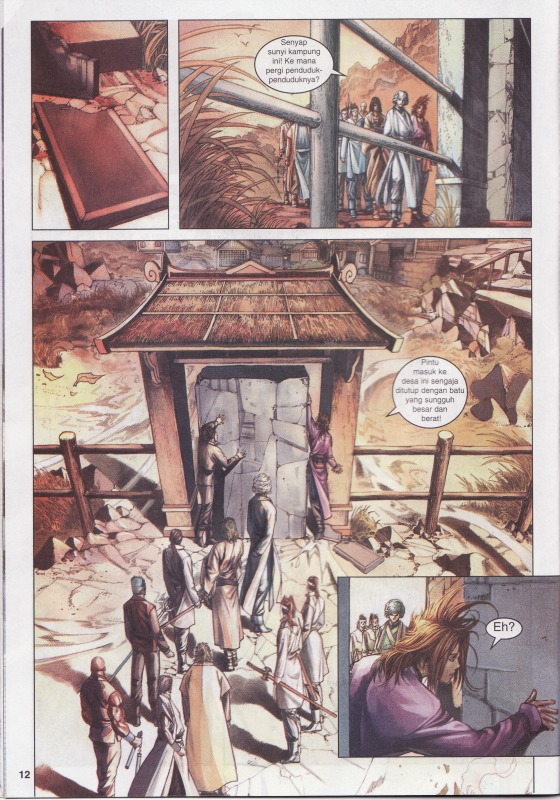 Senyap
sunyi kampung
ini! Ke mana
pergi penduduk-
penduduknya?
Pintu
masuk ke
desa ini sengaja
ditutup dengan batu
yang sungguh
besar dan
berat!
Eh?
12